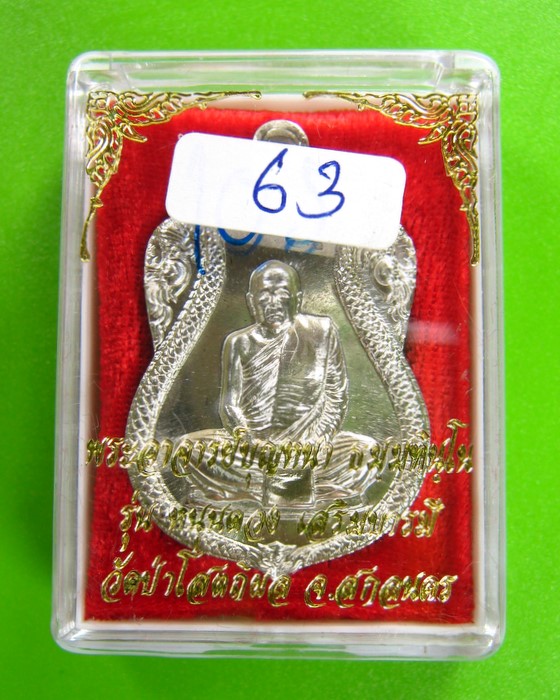 63
พระอาจารย์บุญหนา ธมฺมทินฺโน
รุ่น หนุนดวง เสริมบารมี
วัดป่าโสตถิผล จ.สกลนคร